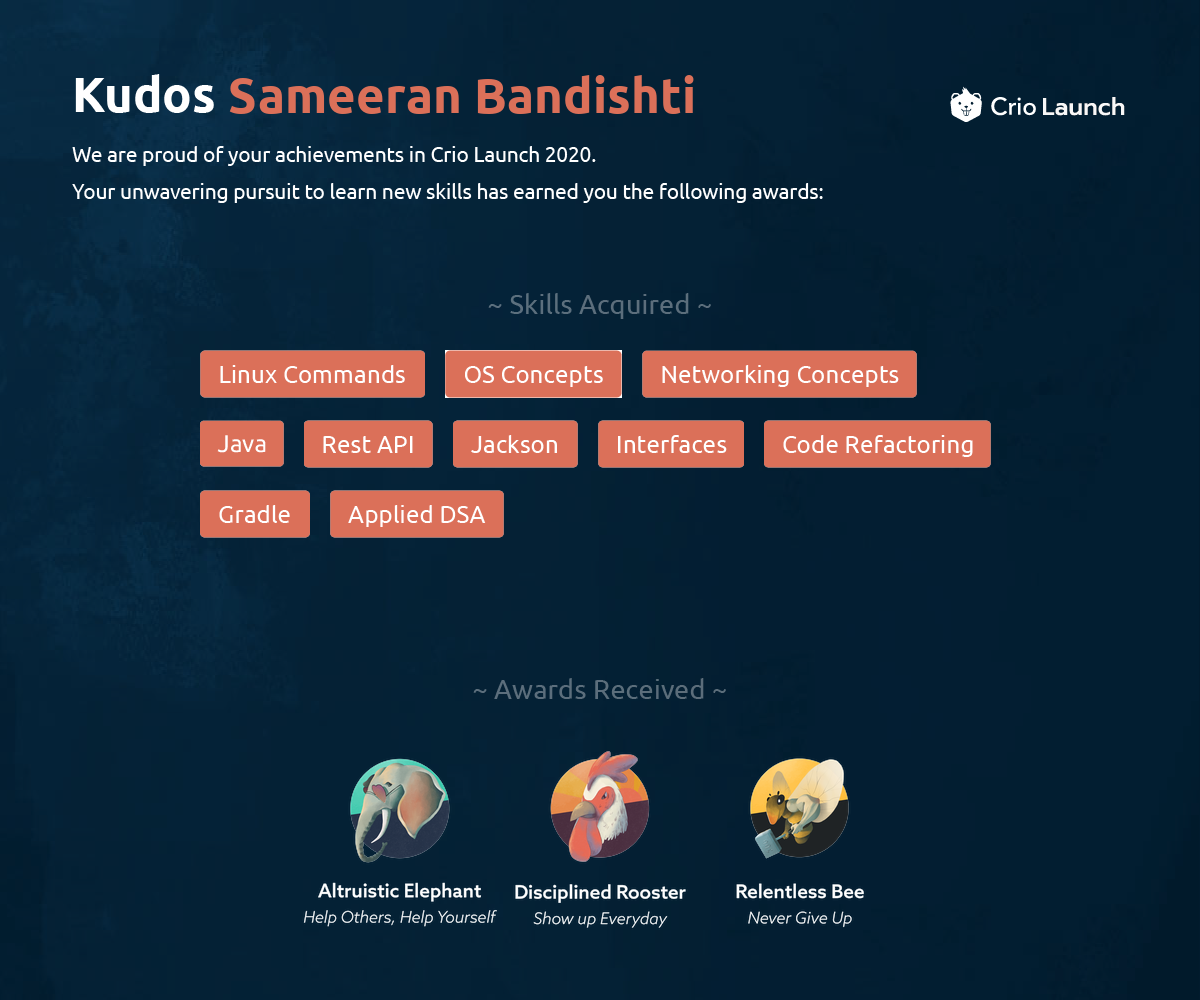 Kudos Sameeran Bandishti
Crio Launch
We are proud of your achievements in Crio Launch 2020.
Your unwavering pursuit to learn new skills has earned you the following awards:
~ Skills Acquired ~
Linux Commands OS Concepts Networking Concepts
Java Rest API Jackson Interfaces Code Refactoring
Gradle Applied DSA
~ Awards Received ~
Altruistic Elephant Disciplined Rooster Relentless Bee
Help Others, Help Yourself Show up Everyday Never Give Up